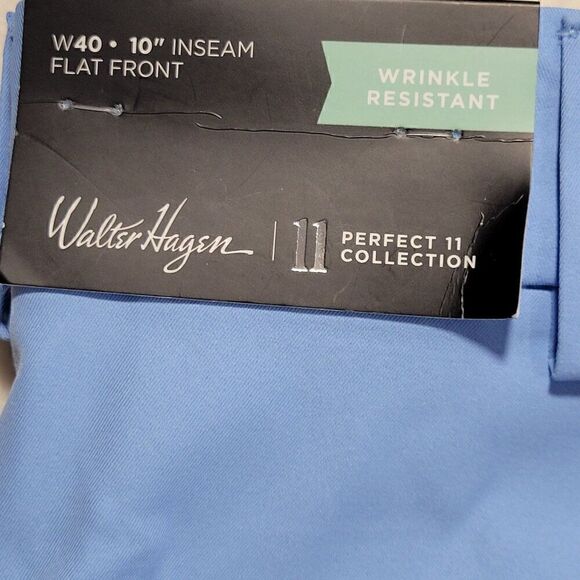 W40 • 10" INSEAM
FLAT FRONT
WRINKLE
RESISTANT
Walter Hagen | 11 PERFECT 11
COLLECTION